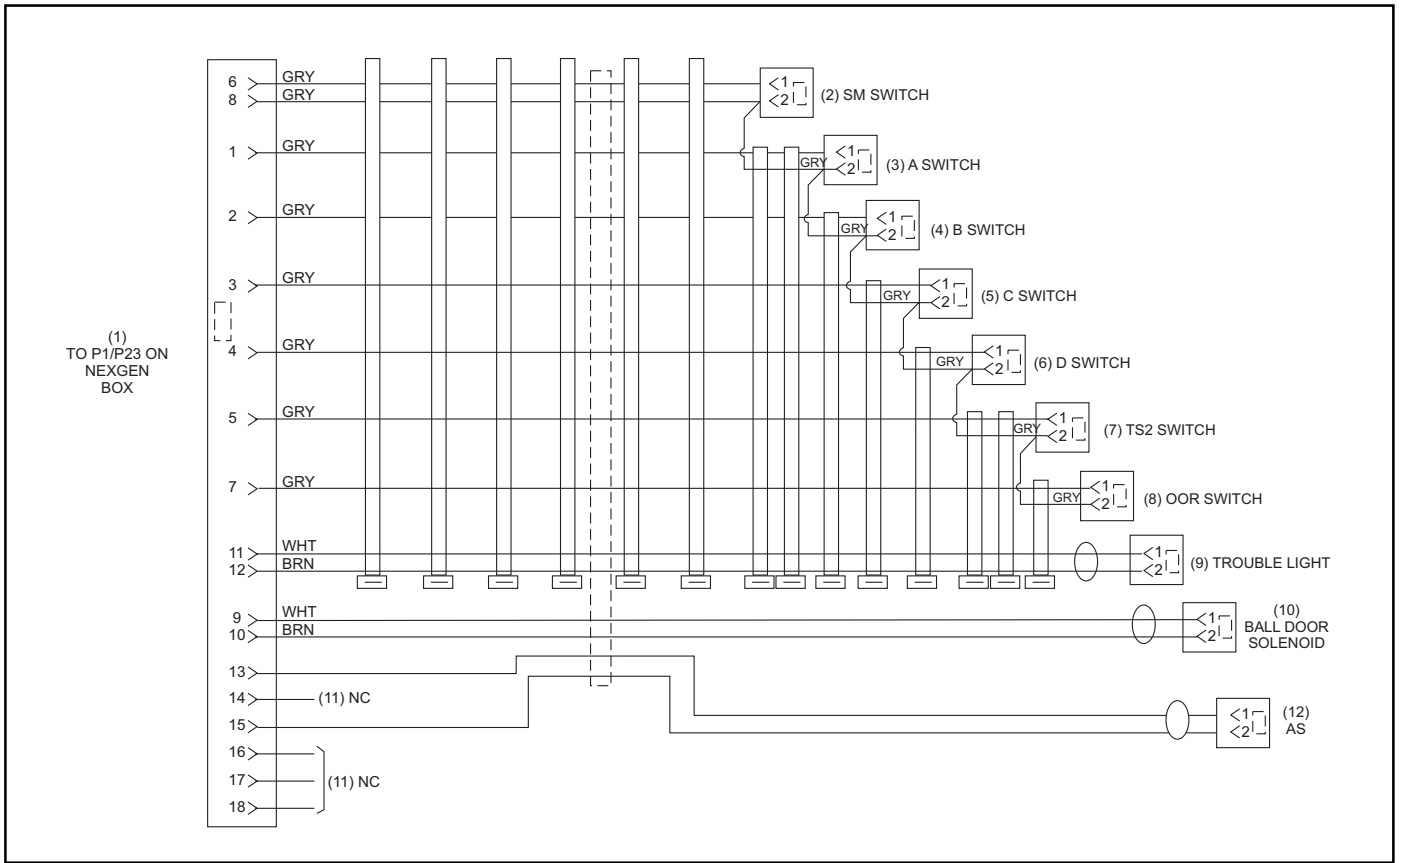 6 GRY
8 GRY
1
2
(2) SM SWITCH
1 GRY
GRY
1
2
(3) A SWITCH
2 GRY
GRY
1
2
(4) B SWITCH
3 GRY
GRY
1
2
(5) C SWITCH
(1)
TO P1/P23 ON
NEXGEN
BOX
4 GRY
GRY
1
2
(6) D SWITCH
5 GRY
GRY
1
2
(7) TS2 SWITCH
7 GRY
GRY
1
2
(8) OOR SWITCH
11 WHT
12 BRN
1
2
(9) TROUBLE LIGHT
9 WHT
10 BRN
1
2
(10)
BALL DOOR
SOLENOID
13
14 (11) NC
15
1
2
(12)
AS
16
17 (11) NC
18